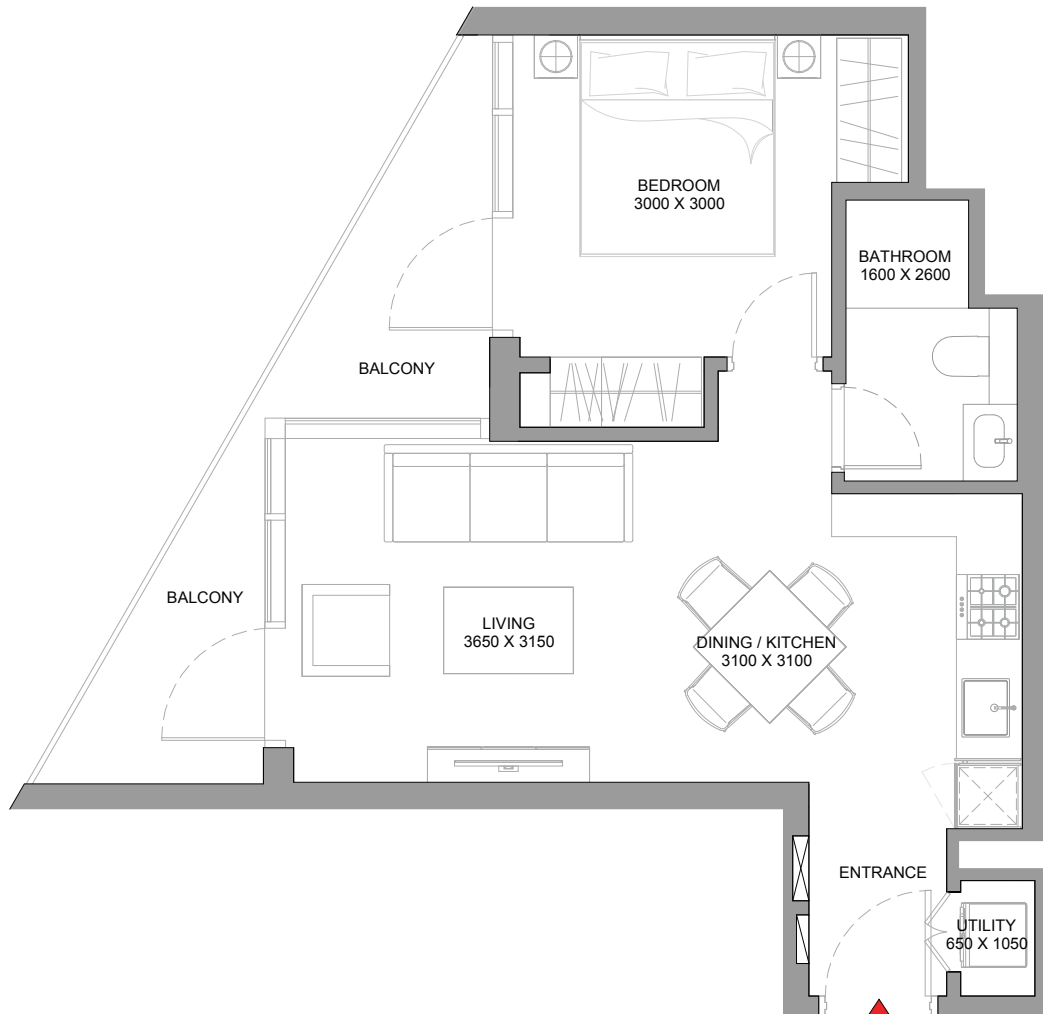 BEDROOM
3000 X 3000
BATHROOM
1600 X 2600
BALCONY
BALCONY
LIVING
3650 X 3150
DINING / KITCHEN
3100 X 3100
ENTRANCE
UTILITY
650 X 1050